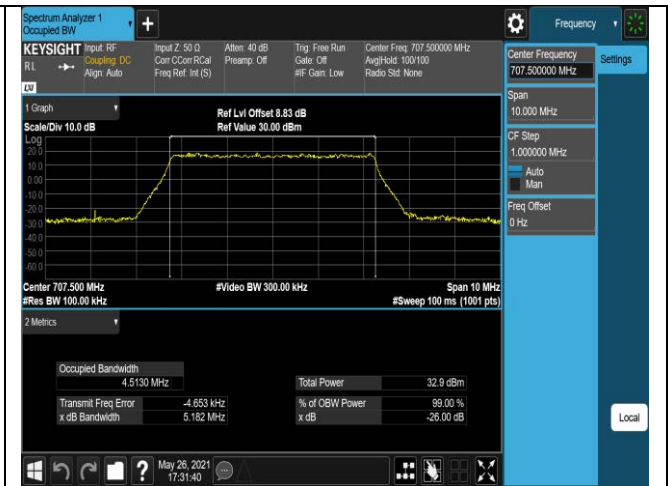 Spectrum Analyzer 1
Occupied BW
Frequency
KEYSIGHT
RL
Input: RF
Coupling: DC
Align: Auto
Input Z: 50 Ω
Corr CCorr RCal
Freq Ref: Int (S)
Atten: 40 dB
Preamp: Off
Trig: Free Run
Gate: Off
#IF Gain: Low
Center Freq: 707.500000 MHz
Avg|Hold: 100/100
Radio Std: None
LXI
Center Frequency
707.500000 MHz
Settings
Span
10.000 MHz
CF Step
1.000000 MHz
Auto
Man
Freq Offset
0 Hz
Local
1 Graph
Scale/Div 10.0 dB
Ref Lvl Offset 8.83 dB
Ref Value 30.00 dBm
Log
20.0
10.0
0.00
-10.0
-20.0
-30.0
-40.0
-50.0
-60.0
Center 707.500 MHz
#Video BW 300.00 kHz
Span 10 MHz
#Res BW 100.00 kHz
#Sweep 100 ms (1001 pts)
2 Metrics
Occupied Bandwidth
4.5130 MHz
Total Power 32.9 dBm
Transmit Freq Error -4.653 kHz
% of OBW Power 99.00 %
x dB Bandwidth 5.182 MHz
x dB -26.00 dB
?
May 26, 2021
17:31:40